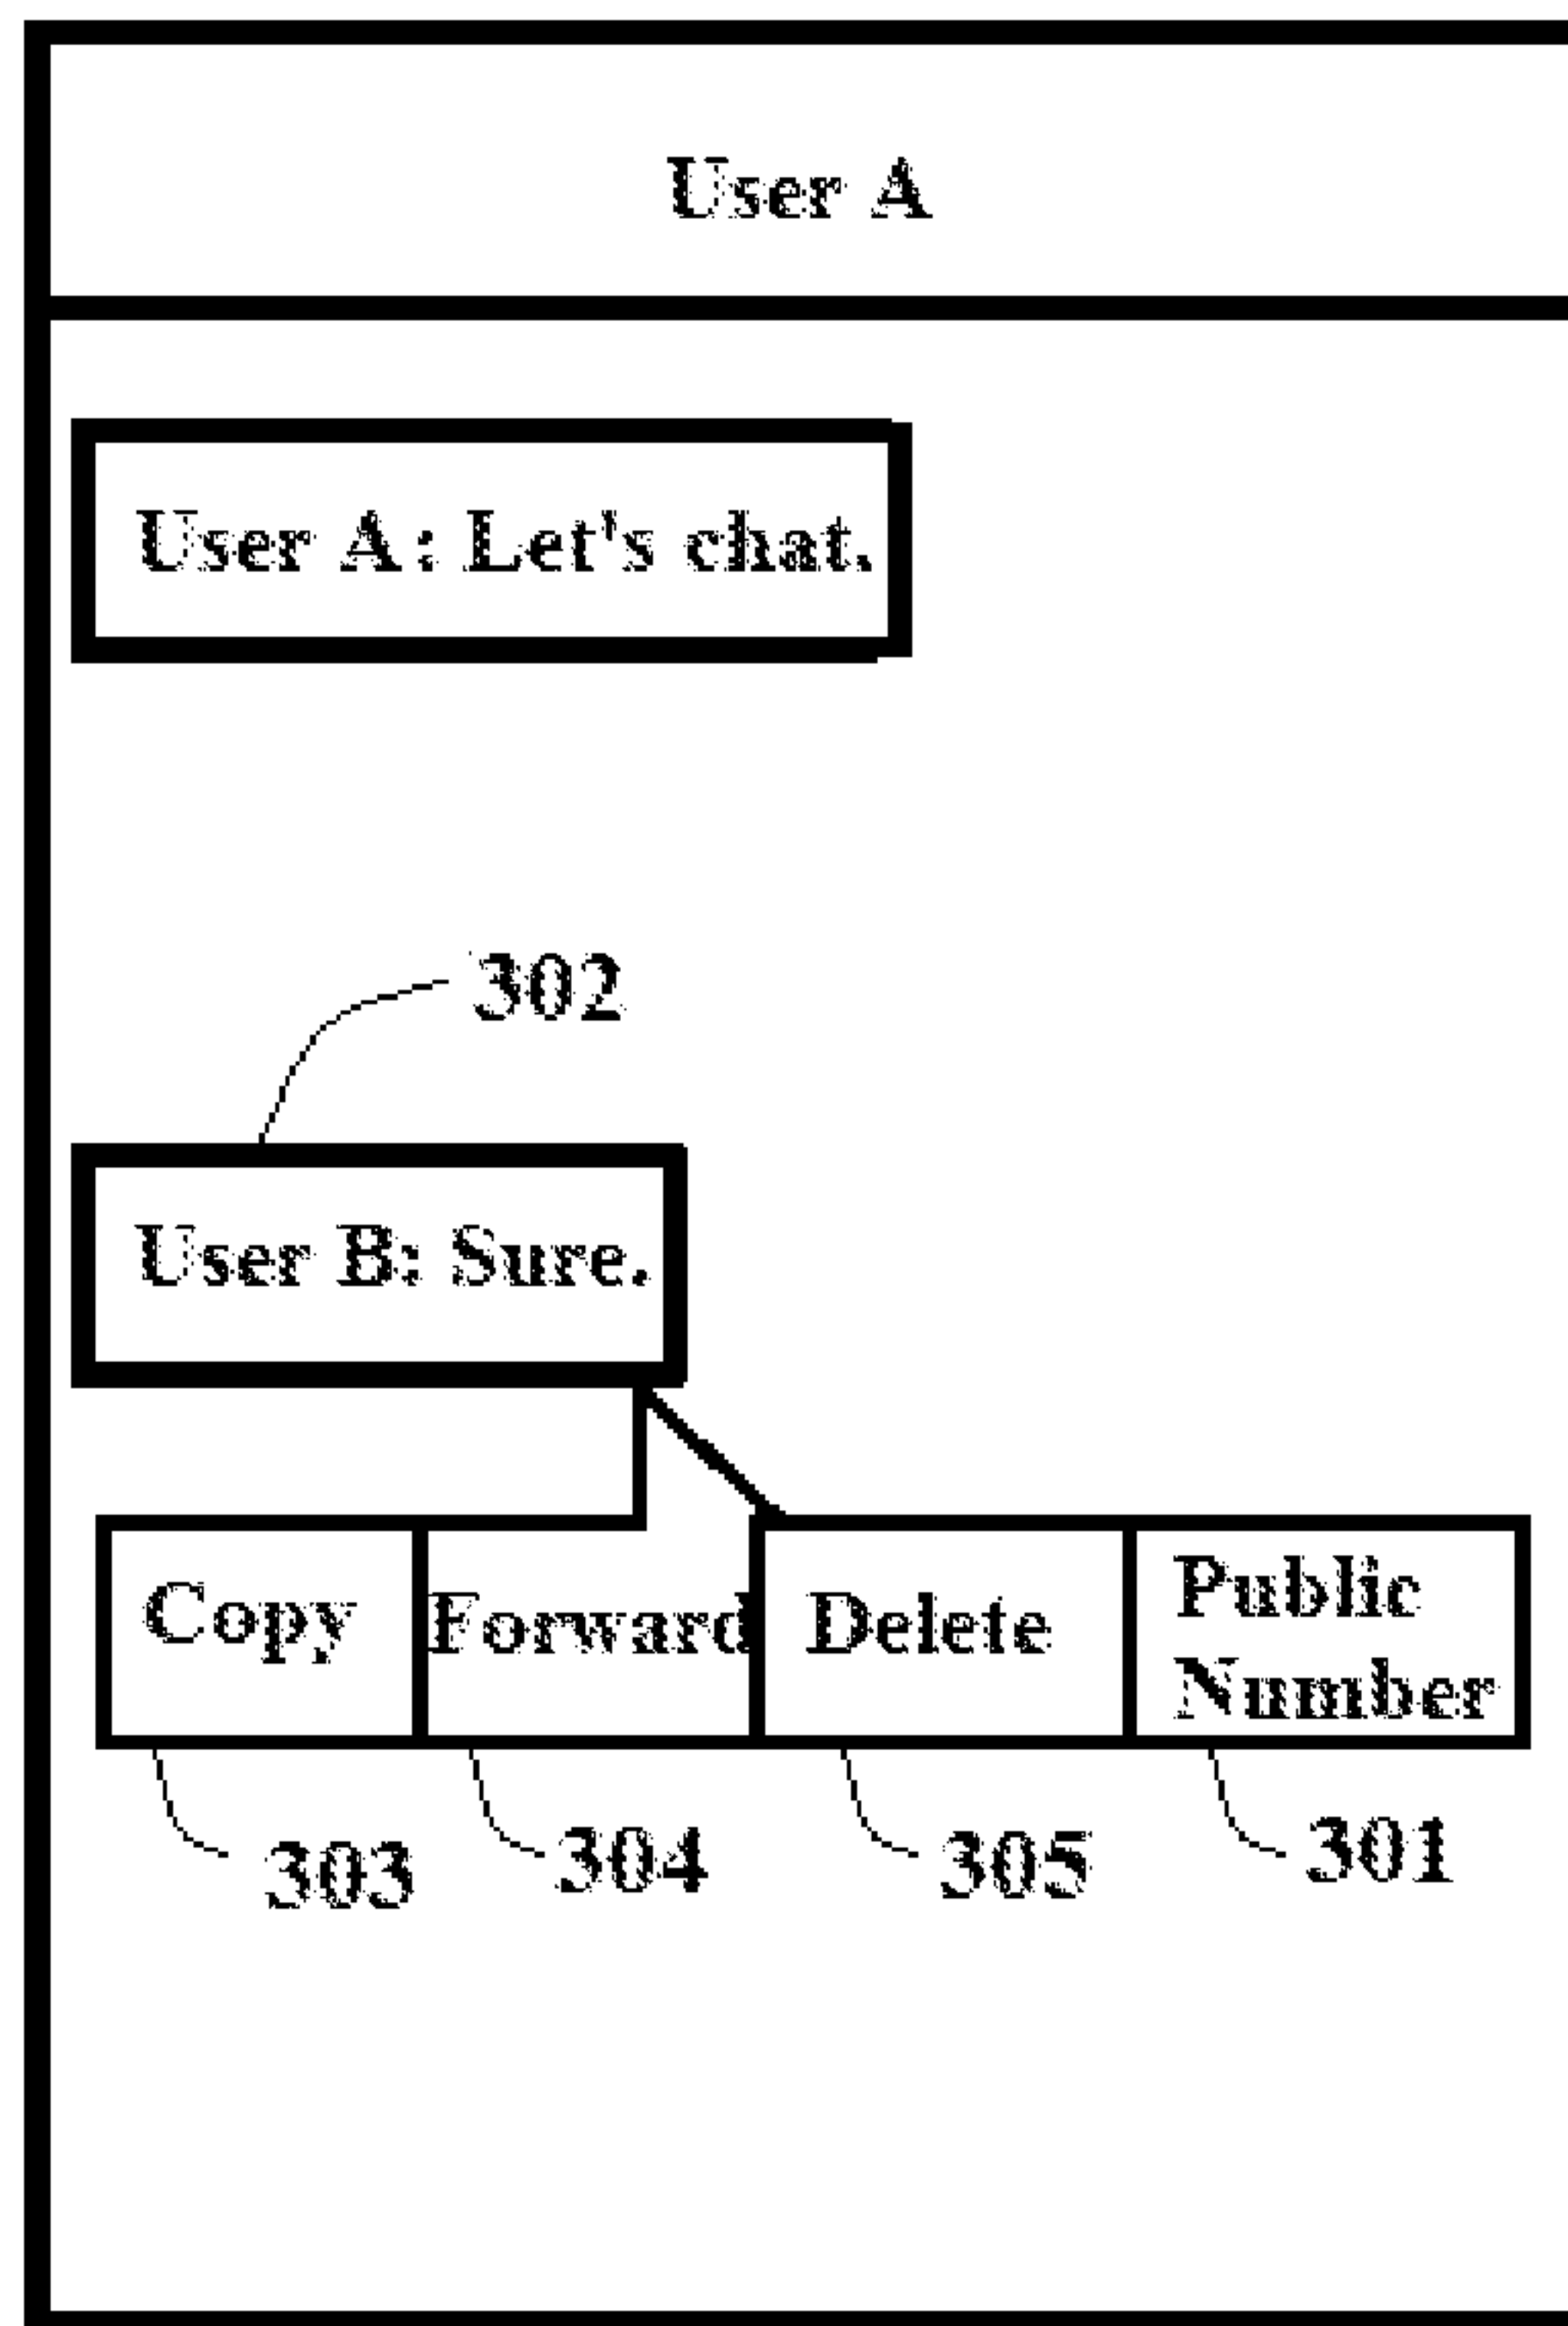 User A
User A: Let's chat.
302
User B: Sure.
Copy Forward Delete Public
Number
303 304 305 301